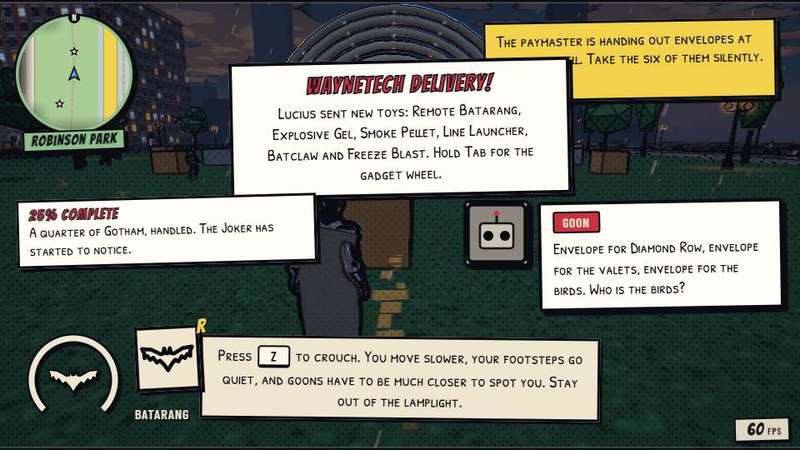 N
ROBINSON PARK
THE PAYMASTER IS HANDING OUT ENVELOPES AT
TAKE THE SIX OF THEM SILENTLY.
WAYNETECH DELIVERY!
LUCIUS SENT NEW TOYS: REMOTE BATARANG,
EXPLOSIVE GEL, SMOKE PELLET, LINE LAUNCHER,
BATCLAW AND FREEZE BLAST. HOLD TAB FOR THE
GADGET WHEEL.
25% COMPLETE
A QUARTER OF GOTHAM, HANDLED. THE JOKER HAS
STARTED TO NOTICE.
GOON
ENVELOPE FOR DIAMOND ROW, ENVELOPE
FOR THE VALETS, ENVELOPE FOR THE
BIRDS. WHO IS THE BIRDS?
R
BATARANG
PRESS Z TO CROUCH. YOU MOVE SLOWER, YOUR FOOTSTEPS GO
QUIET, AND GOONS HAVE TO BE MUCH CLOSER TO SPOT YOU. STAY
OUT OF THE LAMPLIGHT.
60 FPS